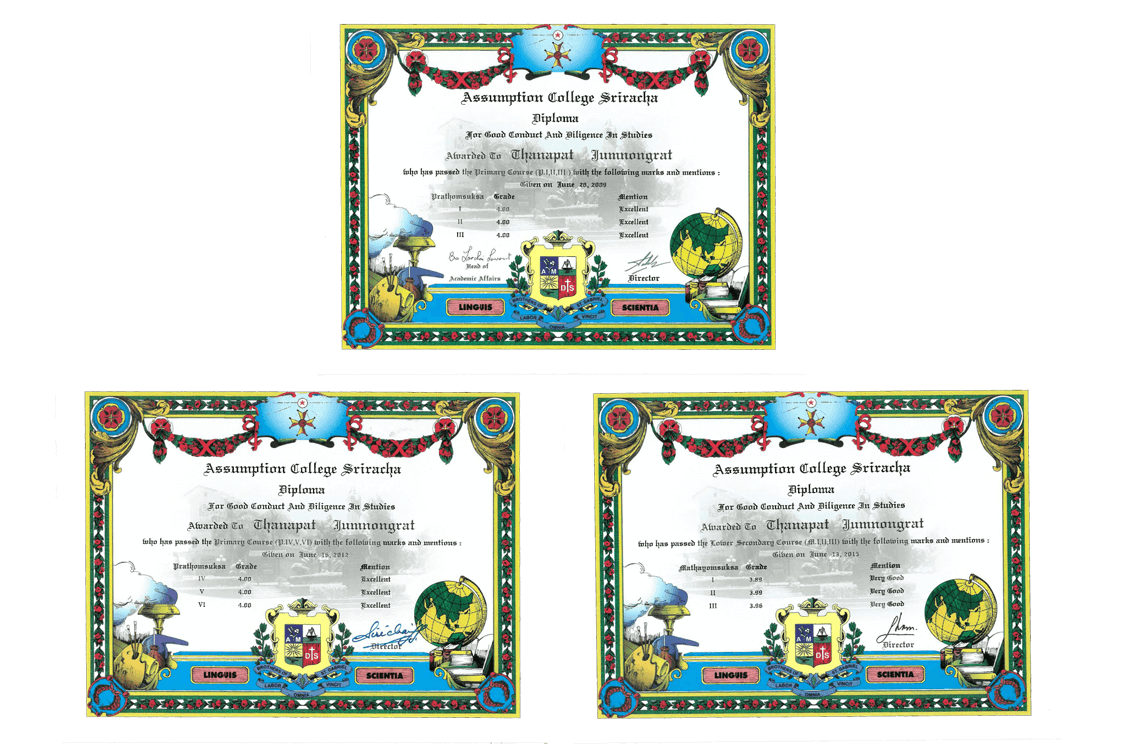 Assumption College Sriracha
Diploma
For Good Conduct And Diligence In Studies
Awarded To Thanapat Jumnongrat
who has passed the Primary Course (P.I,II,III ) with the following marks and mentions :
Given on June 20, 2009
Prathomsuksa Grade Mention
I 4.00 Excellent
II 4.00 Excellent
III 4.00 Excellent
Head of
Academic Affairs
Director
A M
D S
LINGUIS
SCIENTIA
LABOR
OMNIA
VINCIT
Assumption College Sriracha
Diploma
For Good Conduct And Diligence In Studies
Awarded To Thanapat Jumnongrat
who has passed the Primary Course (P.IV,V,VI) with the following marks and mentions :
Given on June 15, 2012
Prathomsuksa Grade Mention
IV 4.00 Excellent
V 4.00 Excellent
VI 4.00 Excellent
Director
A M
D S
LINGUIS
SCIENTIA
LABOR
OMNIA
VINCIT
Assumption College Sriracha
Diploma
For Good Conduct And Diligence In Studies
Awarded To Thanapat Jumnongrat
who has passed the Lower Secondary Course (M.I,II,III) with the following marks and mentions :
Given on June 2015
Mathayomsuksa Grade Mention
I 3.89 Very Good
II 3.99 Very Good
III 3.96 Very Good
Director
A M
D S
LINGUIS
SCIENTIA
LABOR
OMNIA
VINCIT